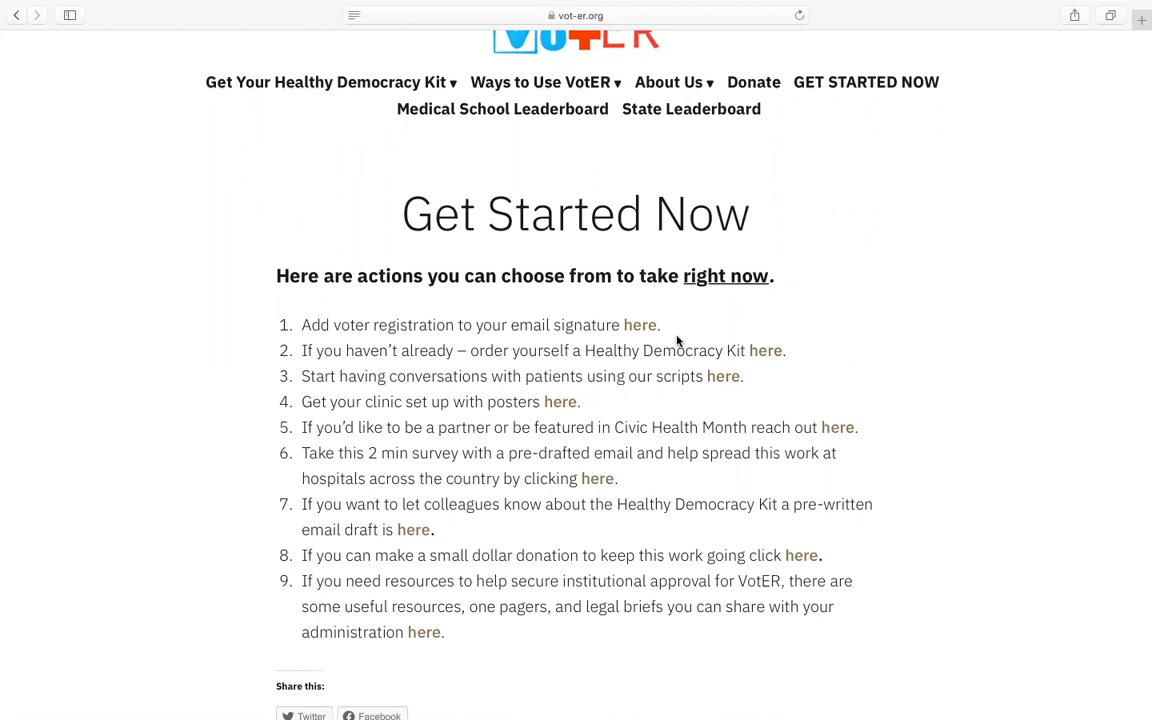 vot-er.org
VotER
Get Your Healthy Democracy Kit ▾ Ways to Use VotER ▾ About Us ▾ Donate GET STARTED NOW
Medical School Leaderboard State Leaderboard
Get Started Now
Here are actions you can choose from to take right now.
1. Add voter registration to your email signature here.
2. If you haven’t already – order yourself a Healthy Democracy Kit here.
3. Start having conversations with patients using our scripts here.
4. Get your clinic set up with posters here.
5. If you’d like to be a partner or be featured in Civic Health Month reach out here.
6. Take this 2 min survey with a pre-drafted email and help spread this work at
hospitals across the country by clicking here.
7. If you want to let colleagues know about the Healthy Democracy Kit a pre-written
email draft is here.
8. If you can make a small dollar donation to keep this work going click here.
9. If you need resources to help secure institutional approval for VotER, there are
some useful resources, one pagers, and legal briefs you can share with your
administration here.
Share this:
Twitter Facebook